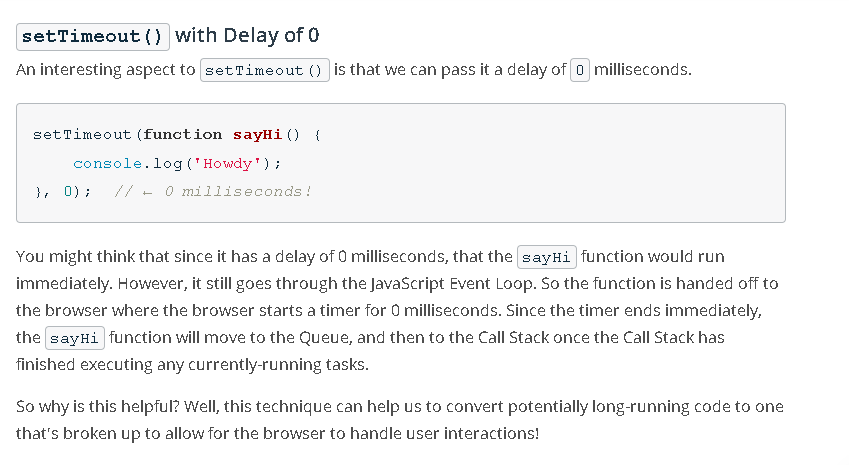 setTimeout() with Delay of 0
An interesting aspect to setTimeout() is that we can pass it a delay of 0 milliseconds.
setTimeout(function sayHi() {
    console.log('Howdy');
}, 0);  // ← 0 milliseconds!
You might think that since it has a delay of 0 milliseconds, that the sayHi function would run
immediately. However, it still goes through the JavaScript Event Loop. So the function is handed off to
the browser where the browser starts a timer for 0 milliseconds. Since the timer ends immediately,
the sayHi function will move to the Queue, and then to the Call Stack once the Call Stack has
finished executing any currently-running tasks.
So why is this helpful? Well, this technique can help us to convert potentially long-running code to one
that's broken up to allow for the browser to handle user interactions!